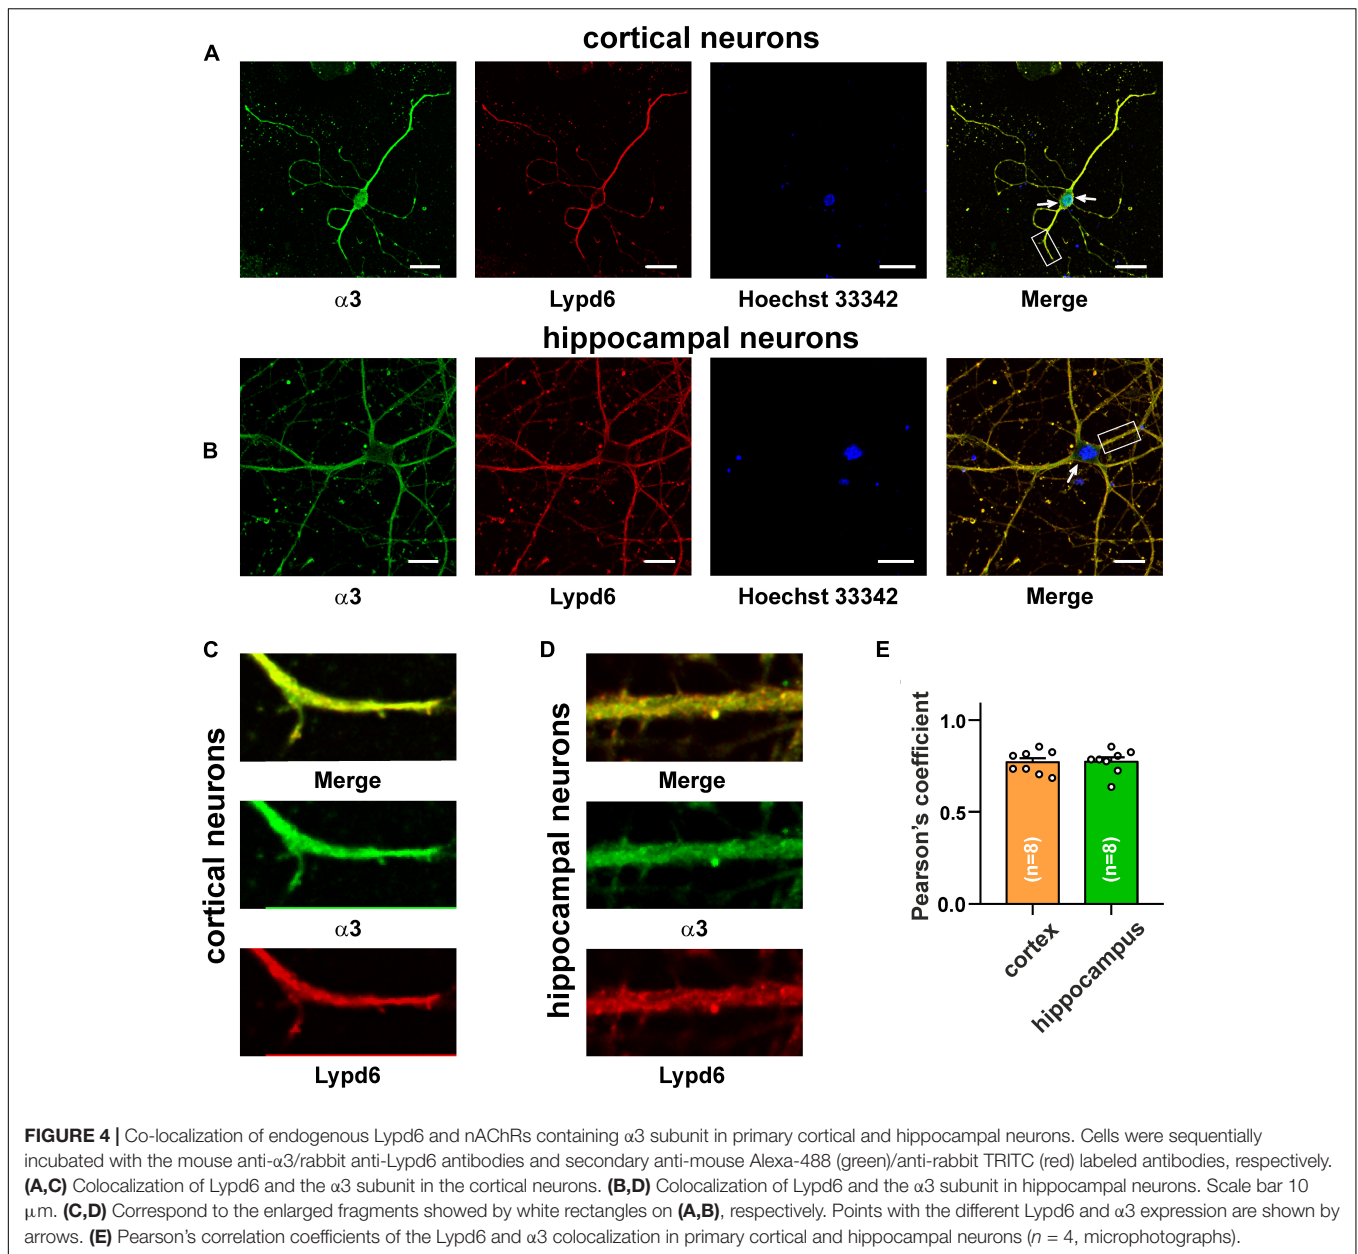 A
cortical neurons
α3
Lypd6
Hoechst 33342
Merge
hippocampal neurons
B
α3
Lypd6
Hoechst 33342
Merge
C
cortical neurons
Merge
α3
Lypd6
D
hippocampal neurons
Merge
α3
Lypd6
E
Pearson's coefficient
1.0
0.5
0.0
(n=8)
(n=8)
cortex
hippocampus
FIGURE 4 | Co-localization of endogenous Lypd6 and nAChRs containing α3 subunit in primary cortical and hippocampal neurons. Cells were sequentially
incubated with the mouse anti-α3/rabbit anti-Lypd6 antibodies and secondary anti-mouse Alexa-488 (green)/anti-rabbit TRITC (red) labeled antibodies, respectively.
(A,C) Colocalization of Lypd6 and the α3 subunit in the cortical neurons. (B,D) Colocalization of Lypd6 and the α3 subunit in hippocampal neurons. Scale bar 10
μm. (C,D) Correspond to the enlarged fragments showed by white rectangles on (A,B), respectively. Points with the different Lypd6 and α3 expression are shown by
arrows. (E) Pearson's correlation coefficients of the Lypd6 and α3 colocalization in primary cortical and hippocampal neurons (n = 4, microphotographs).